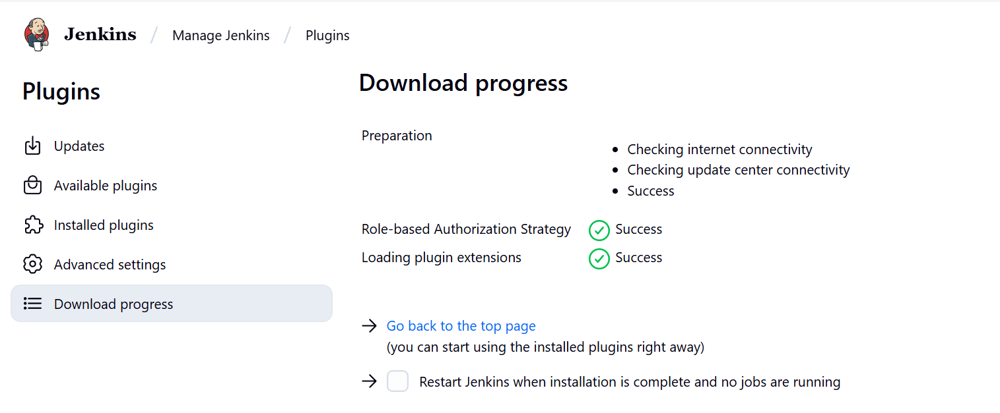 Jenkins / Manage Jenkins / Plugins
Plugins
Updates
Available plugins
Installed plugins
Advanced settings
Download progress
Download progress
Preparation
• Checking internet connectivity
• Checking update center connectivity
• Success
Role-based Authorization Strategy Success
Loading plugin extensions Success
→ Go back to the top page
(you can start using the installed plugins right away)
→ Restart Jenkins when installation is complete and no jobs are running